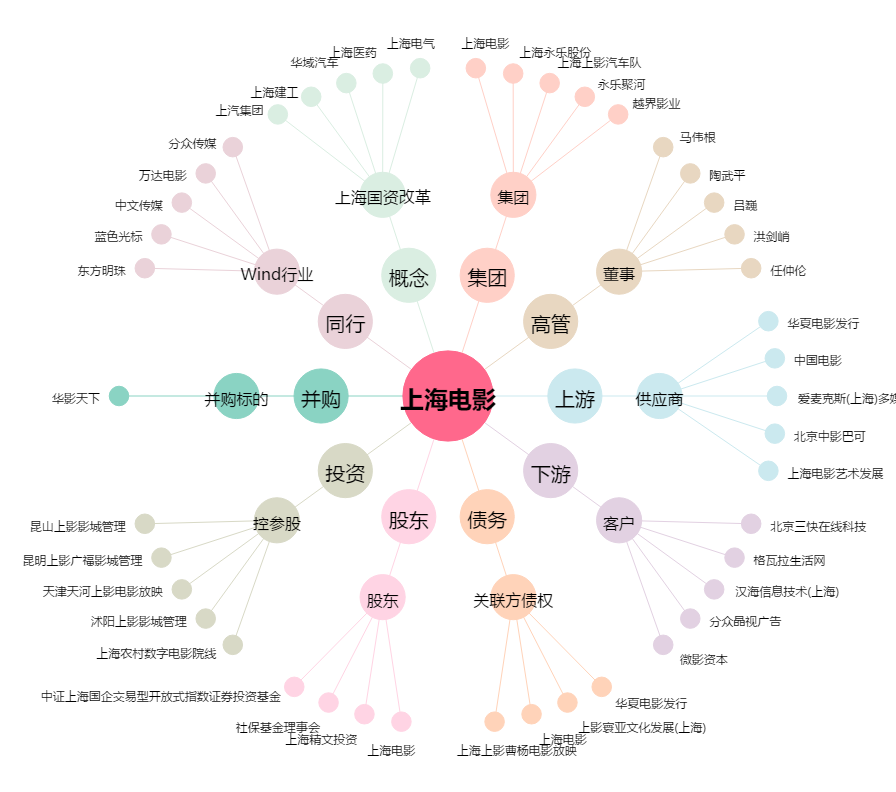 上海电影
概念
上海国资改革
上汽集团
上海建工
华域汽车
上海医药
上海电气
集团
集团
上海电影
上海永乐股份
上海上影汽车队
永乐聚河
越界影业
高管
董事
马伟根
陶武平
吕巍
洪剑峭
任仲伦
上游
供应商
华夏电影发行
中国电影
爱麦克斯(上海)多媒
北京中影巴可
上海电影艺术发展
下游
客户
北京三快在线科技
格瓦拉生活网
汉海信息技术(上海)
分众晶视广告
微影资本
债务
关联方债权
华夏电影发行
上影寰亚文化发展(上海)
上海电影
上海上影曹杨电影放映
股东
股东
上海电影
上海精文投资
社保基金理事会
中证上海国企交易型开放式指数证券投资基金
投资
控参股
上海农村数字电影院线
沭阳上影影城管理
天津天河上影电影放映
昆明上影广福影城管理
昆山上影影城管理
并购
并购标的
华影天下
同行
Wind行业
东方明珠
蓝色光标
中文传媒
万达电影
分众传媒